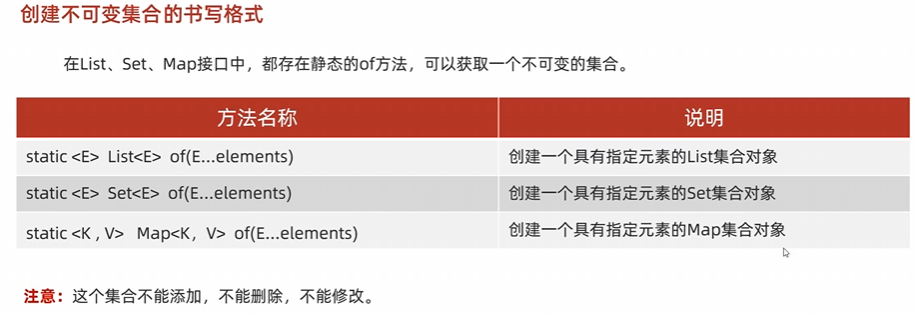 创建不可变集合的书写格式
在List、Set、Map接口中，都存在静态的of方法，可以获取一个不可变的集合。
方法名称 说明
static <E> List<E> of(E...elements) 创建一个具有指定元素的List集合对象
static <E> Set<E> of(E...elements) 创建一个具有指定元素的Set集合对象
static <K , V> Map<K，V> of(E...elements) 创建一个具有指定元素的Map集合对象
注意：这个集合不能添加，不能删除，不能修改。